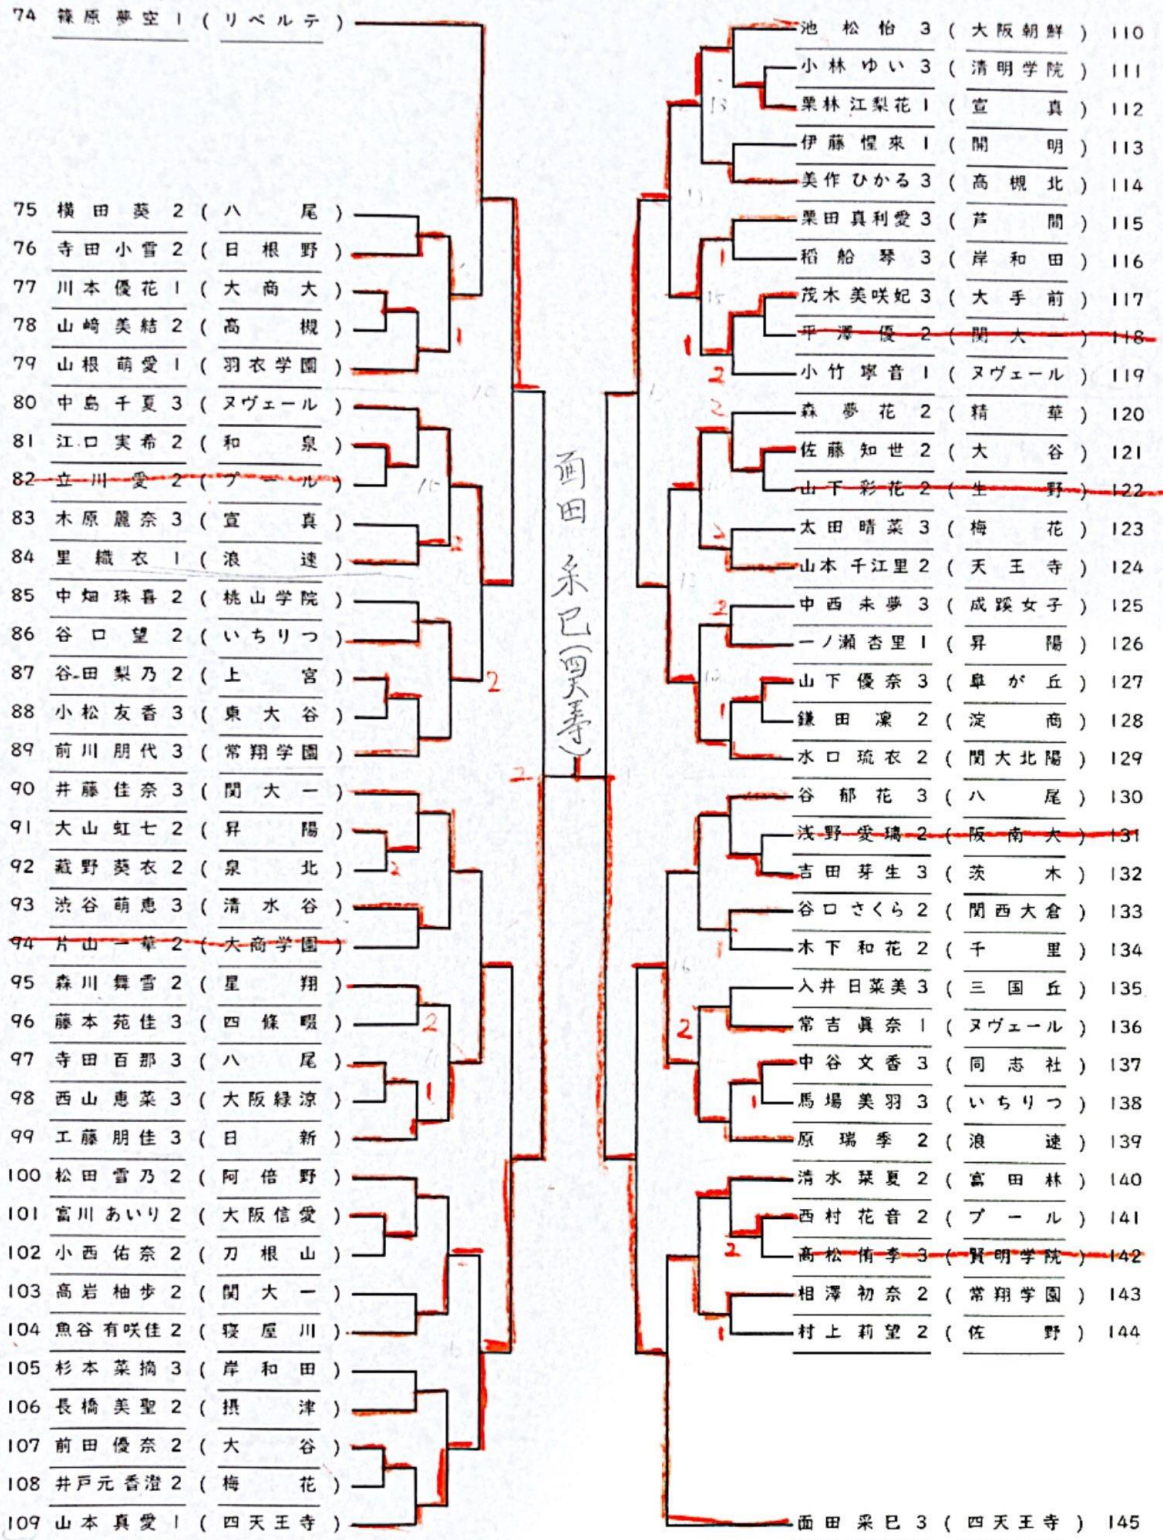 74 篠原夢空 1 ( リベルテ )
75 横田葵 2 ( 八尾 )
76 寺田小雪 2 ( 日根野 )
77 川本優花 1 ( 大商大 )
78 山崎美結 2 ( 高槻 )
79 山根萌愛 1 ( 羽衣学園 )
80 中島千夏 3 ( ヌヴェール )
81 江口実希 2 ( 和泉 )
82 立川愛 2 ( プール )
83 木原麗奈 3 ( 宣真 )
84 里織衣 1 ( 浪速 )
85 中畑珠喜 2 ( 桃山学院 )
86 谷口望 2 ( いちりつ )
87 谷田梨乃 2 ( 上宮 )
88 小松友香 3 ( 東大谷 )
89 前川朋代 3 ( 常翔学園 )
90 井藤佳奈 3 ( 関大一 )
91 大山虹七 2 ( 昇陽 )
92 蔵野葵衣 2 ( 泉北 )
93 渋谷萌恵 3 ( 清水谷 )
94 片山一華 2 ( 大商学園 )
95 森川舞雪 2 ( 星翔 )
96 藤本苑佳 3 ( 四條畷 )
97 寺田百那 3 ( 八尾 )
98 西山恵菜 3 ( 大阪緑涼 )
99 工藤朋佳 3 ( 日新 )
100 松田雪乃 2 ( 阿倍野 )
101 富川あいり 2 ( 大阪信愛 )
102 小西佑奈 2 ( 刀根山 )
103 高岩柚歩 2 ( 関大一 )
104 魚谷有咲佳 2 ( 寝屋川 )
105 杉本菜摘 3 ( 岸和田 )
106 長橋美聖 2 ( 摂津 )
107 前田優奈 2 ( 大谷 )
108 井戸元香澄 2 ( 梅花 )
109 山本真愛 1 ( 四天王寺 )
1
2
2
2
2
2
1
面田 采巳(四天王寺)
池松怡 3 ( 大阪朝鮮 ) 110
小林ゆい 3 ( 清明学院 ) 111
栗林江梨花 1 ( 宣真 ) 112
伊藤惺來 1 ( 開明 ) 113
美作ひかる 3 ( 高槻北 ) 114
栗田真利愛 3 ( 芦間 ) 115
稻船琴 3 ( 岸和田 ) 116
茂木美咲妃 3 ( 大手前 ) 117
平澤優 2 ( 関大一 ) 118
小竹寧音 1 ( ヌヴェール ) 119
森夢花 2 ( 精華 ) 120
佐藤知世 2 ( 大谷 ) 121
山下彩花 2 ( 生野 ) 122
太田晴菜 3 ( 梅花 ) 123
山本千江里 2 ( 天王寺 ) 124
中西未夢 3 ( 成蹊女子 ) 125
一ノ瀬杏里 1 ( 昇陽 ) 126
山下優奈 3 ( 阜が丘 ) 127
鎌田凜 2 ( 淀商 ) 128
水口琉衣 2 ( 関大北陽 ) 129
谷郁花 3 ( 八尾 ) 130
浅野愛璃 2 ( 阪南大 ) 131
吉田芽生 3 ( 茨木 ) 132
谷口さくら 2 ( 関西大倉 ) 133
木下和花 2 ( 千里 ) 134
入井日菜美 3 ( 三国丘 ) 135
常吉眞奈 1 ( ヌヴェール ) 136
中谷文香 3 ( 同志社 ) 137
馬場美羽 3 ( いちりつ ) 138
原瑞季 2 ( 浪速 ) 139
清水栞夏 2 ( 富田林 ) 140
西村花音 2 ( プール ) 141
高松侑李 3 ( 賢明学院 ) 142
相澤初奈 2 ( 常翔学園 ) 143
村上莉望 2 ( 佐野 ) 144
面田采巳 3 ( 四天王寺 ) 145
1
1
2
2
2
2
1
1
2
1
2
1